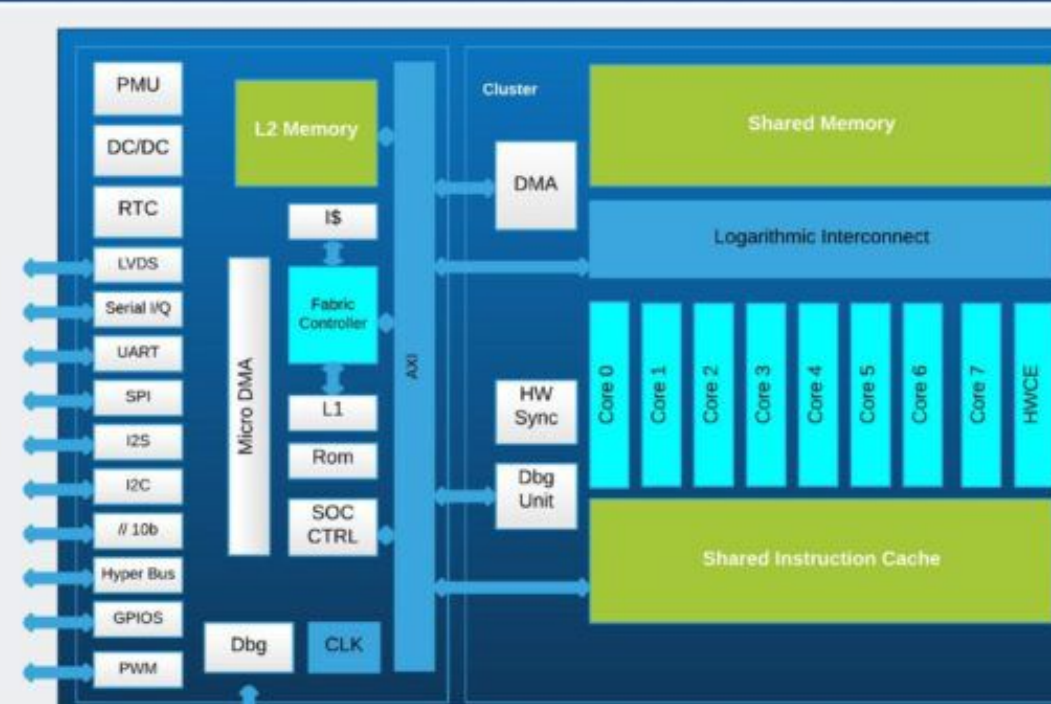 PMU
DC/DC
RTC
LVDS
Serial I/Q
UART
SPI
I2S
I2C
// 10b
Hyper Bus
GPIOS
PWM
L2 Memory
I$
Fabric
Controller
L1
Rom
SOC
CTRL
Micro DMA
Dbg
CLK
AXI
Cluster
DMA
HW
Sync
Dbg
Unit
Shared Memory
Logarithmic Interconnect
Core 0
Core 1
Core 2
Core 3
Core 4
Core 5
Core 6
Core 7
HWCE
Shared Instruction Cache